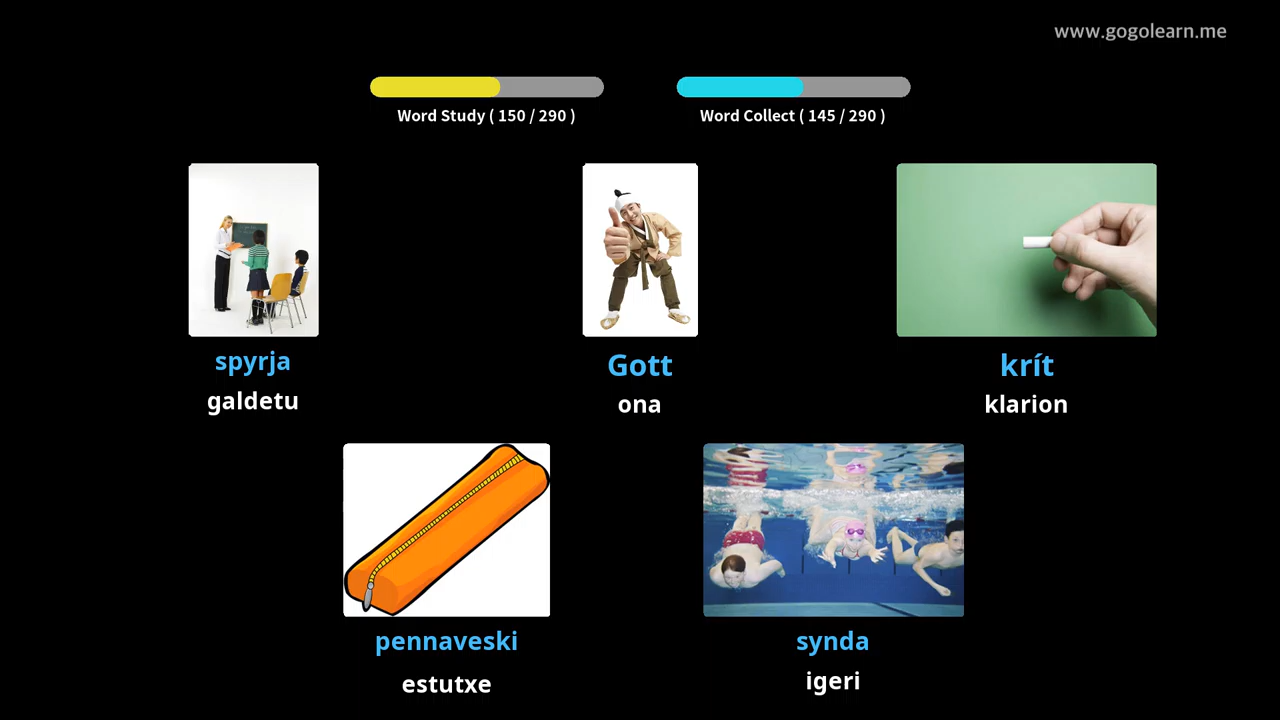 www.gogolearn.me
Word Study ( 150 / 290 )
Word Collect ( 145 / 290 )
spyrja
galdetu
Gott
ona
krít
klarion
pennaveski
estutxe
synda
igeri